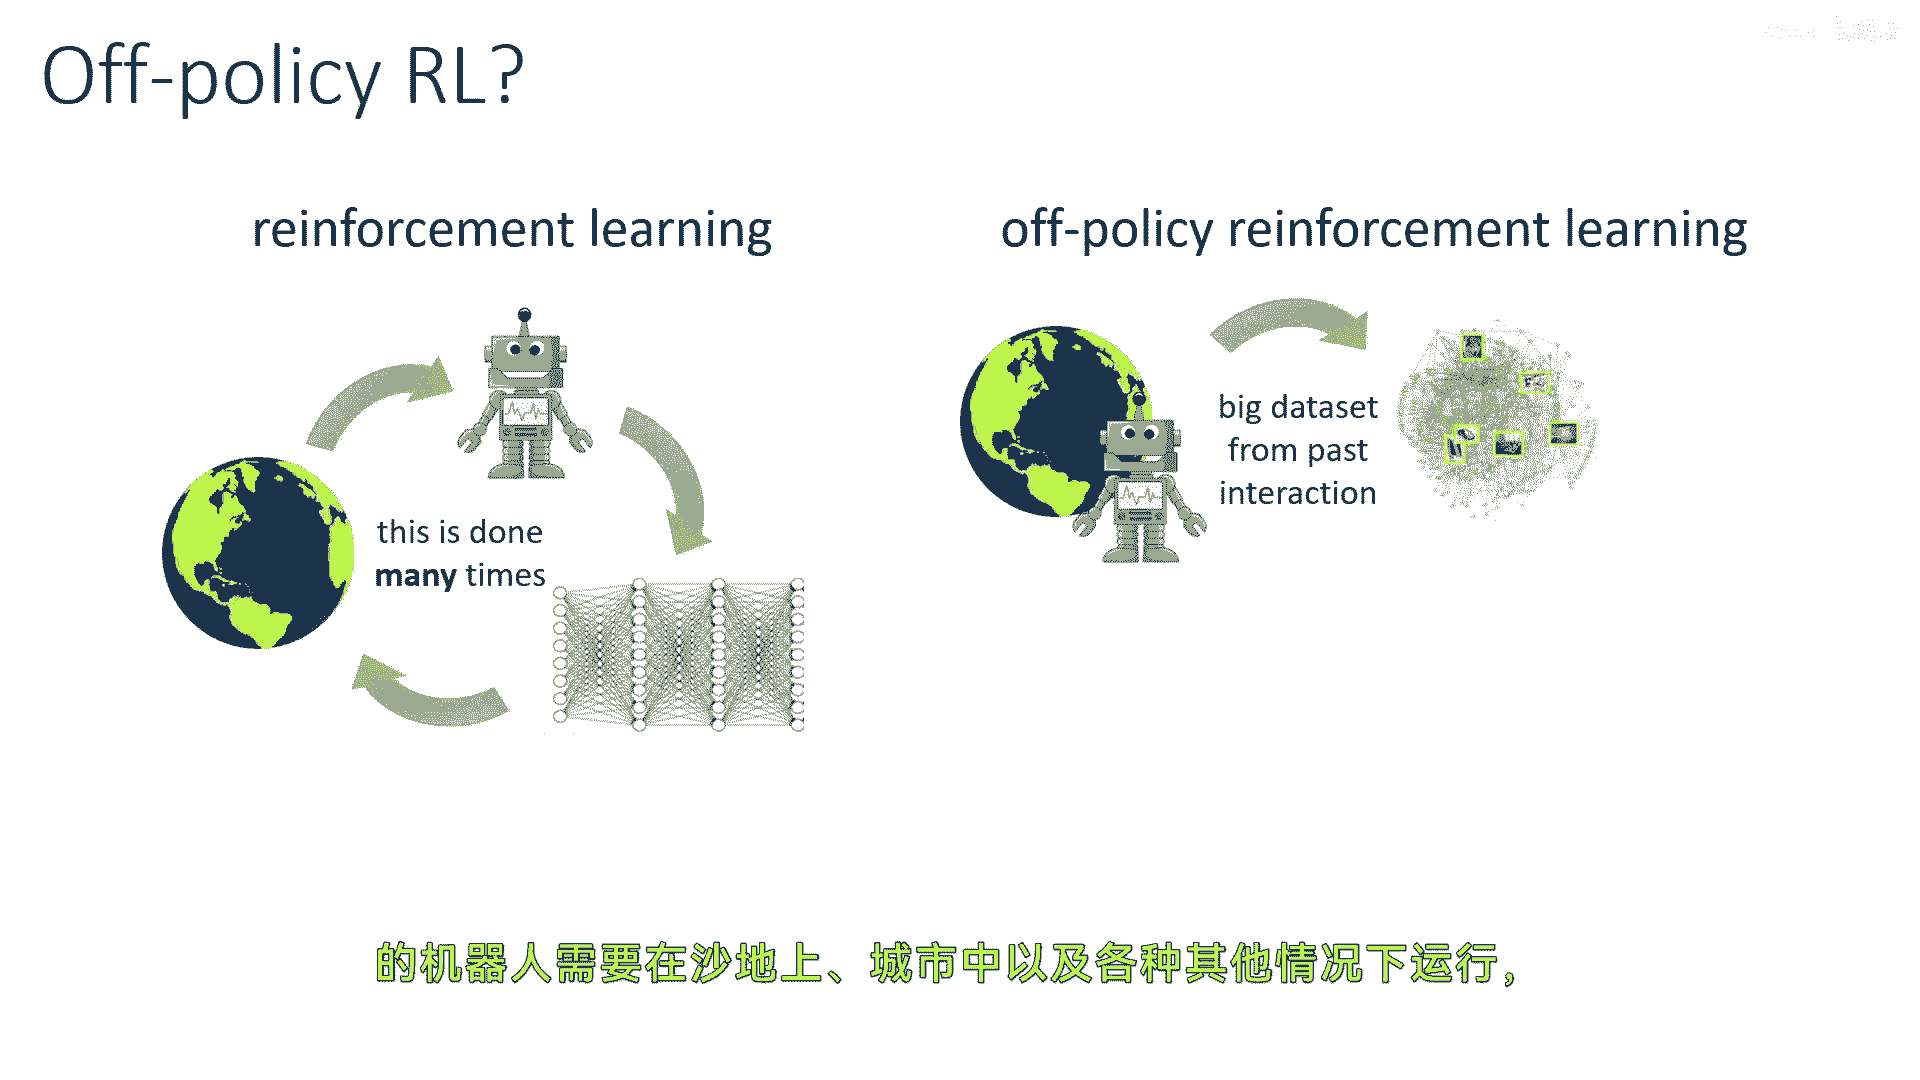 Off-policy RL?
reinforcement learning
off-policy reinforcement learning
this is done
many times
big dataset
from past
interaction
的机器人需要在沙地上、城市中以及各种其他情况下运行,